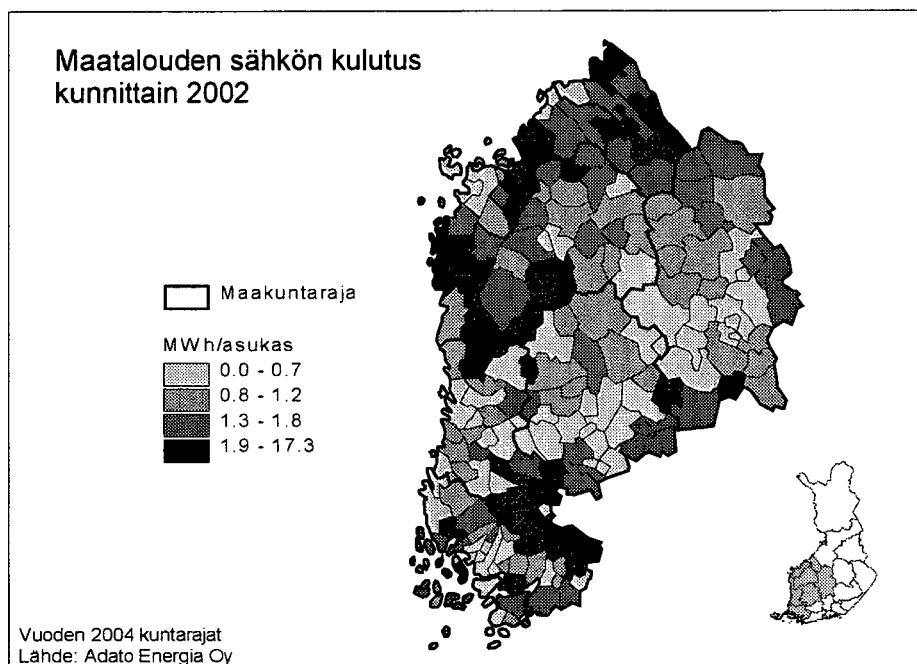 Maatalouden sähkön kulutus
kunnittain 2002
Maakuntaraja
MWh/asukas
0.0 - 0.7
0.8 - 1.2
1.3 - 1.8
1.9 - 17.3
Vuoden 2004 kuntarajat
Lähde: Adato Energia Oy